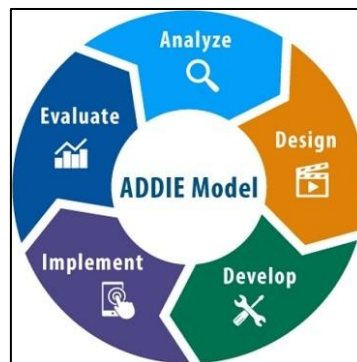 Analyze
Design
Develop
Implement
Evaluate
ADDIE Model